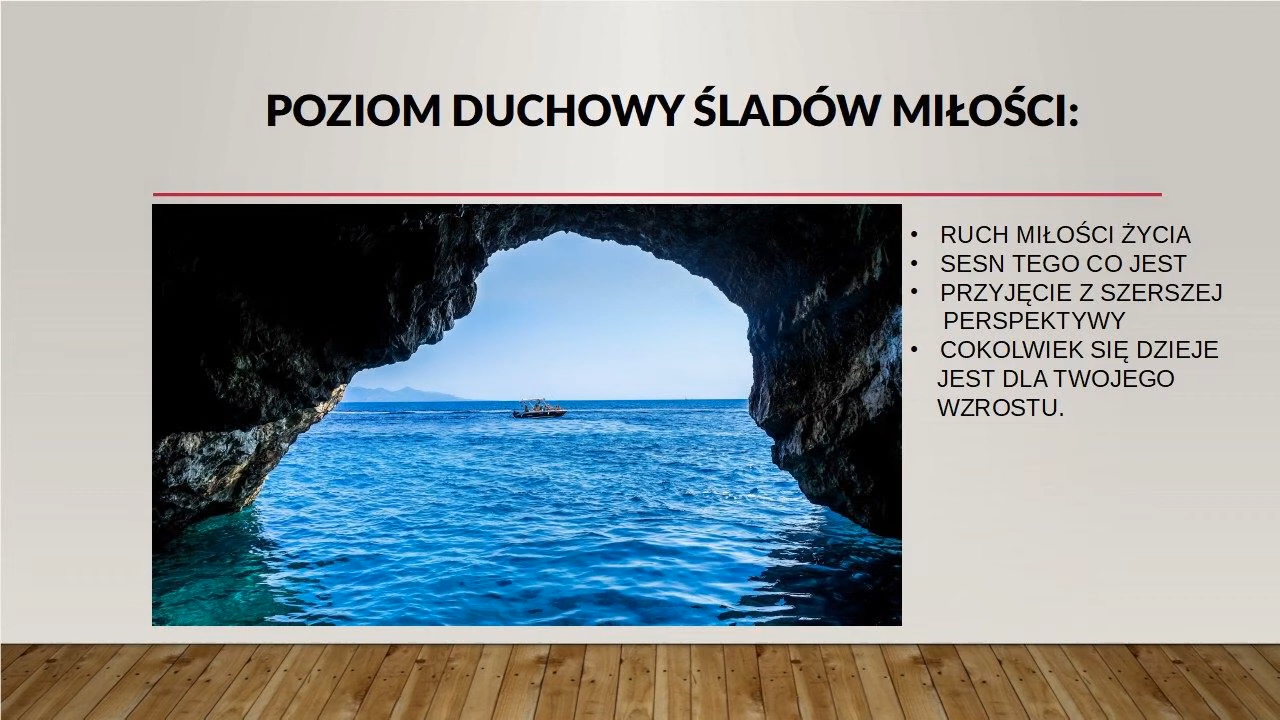 POZIOM DUCHOWY ŚLADÓW MIŁOŚCI:
• RUCH MIŁOŚCI ŻYCIA
• SESN TEGO CO JEST
• PRZYJĘCIE Z SZERSZEJ
PERSPEKTYWY
• COKOLWIEK SIĘ DZIEJE
JEST DLA TWOJEGO
WZROSTU.